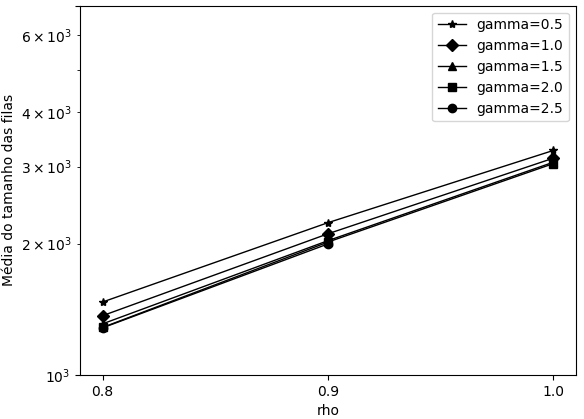 gamma=0.5
gamma=1.0
gamma=1.5
gamma=2.0
gamma=2.5
Média do tamanho das filas
6 × 10³
4 × 10³
3 × 10³
2 × 10³
10³
0.8 0.9 1.0
rho